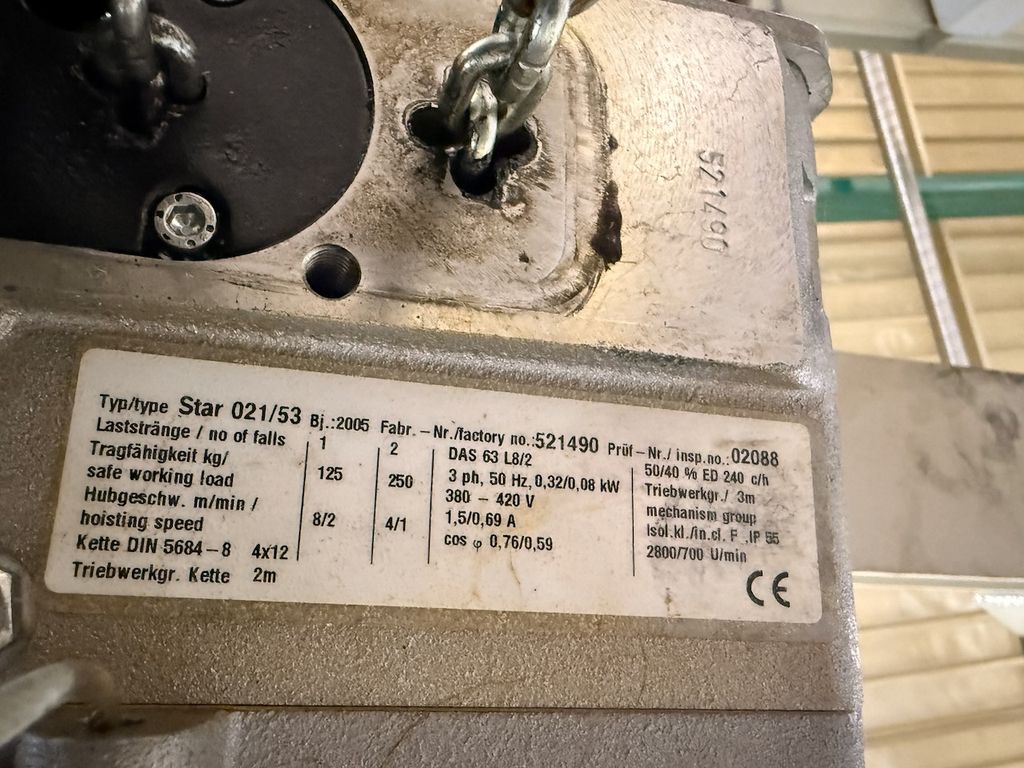 521490
Typ/type Star 021/53 Bj.:2005 Fabr.-Nr./factory no.:521490 Prüf-Nr./insp.no.:02088
Laststränge / no of falls 1 2 DAS 63 L8/2 50/40 % ED 240 c/h
Tragfähigkeit kg/ 125 250 3 ph, 50 Hz, 0,32/0,08 kW Triebwerkgr./ 3m
safe working load 380 - 420 V mechanism group
Hubgeschw. m/min / 8/2 4/1 1,5/0,69 A Isol.kl./in.cl. F ,IP 55
hoisting speed cos φ 0,76/0,59 2800/700 U/min
Kette DIN 5684-8 4x12
Triebwerkgr. Kette 2m
CE